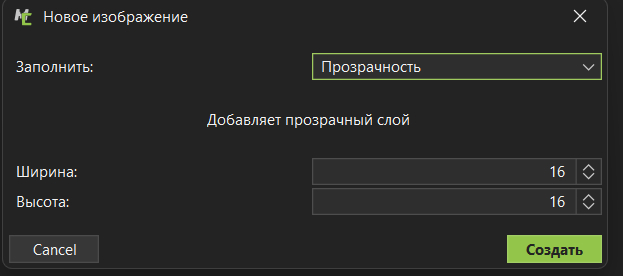 Новое изображение
Заполнить: Прозрачность
Добавляет прозрачный слой
Ширина: 16
Высота: 16
Cancel Создать